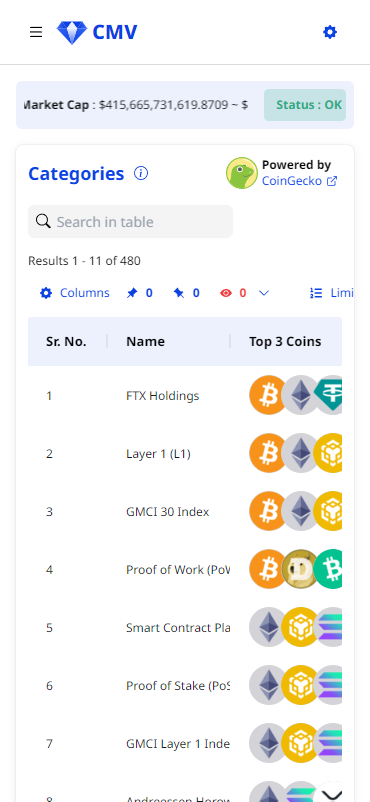 CMV
Market Cap : $415,665,731,619.8709 ~ $
Status : OK
Categories
Powered by
CoinGecko
Search in table
Results 1 - 11 of 480
Columns 0 0 0 Limi
Sr. No. Name Top 3 Coins
1 FTX Holdings
2 Layer 1 (L1)
3 GMCI 30 Index
4 Proof of Work (PoW
5 Smart Contract Pla
6 Proof of Stake (PoS
7 GMCI Layer 1 Inde
8 Andreessen Horow